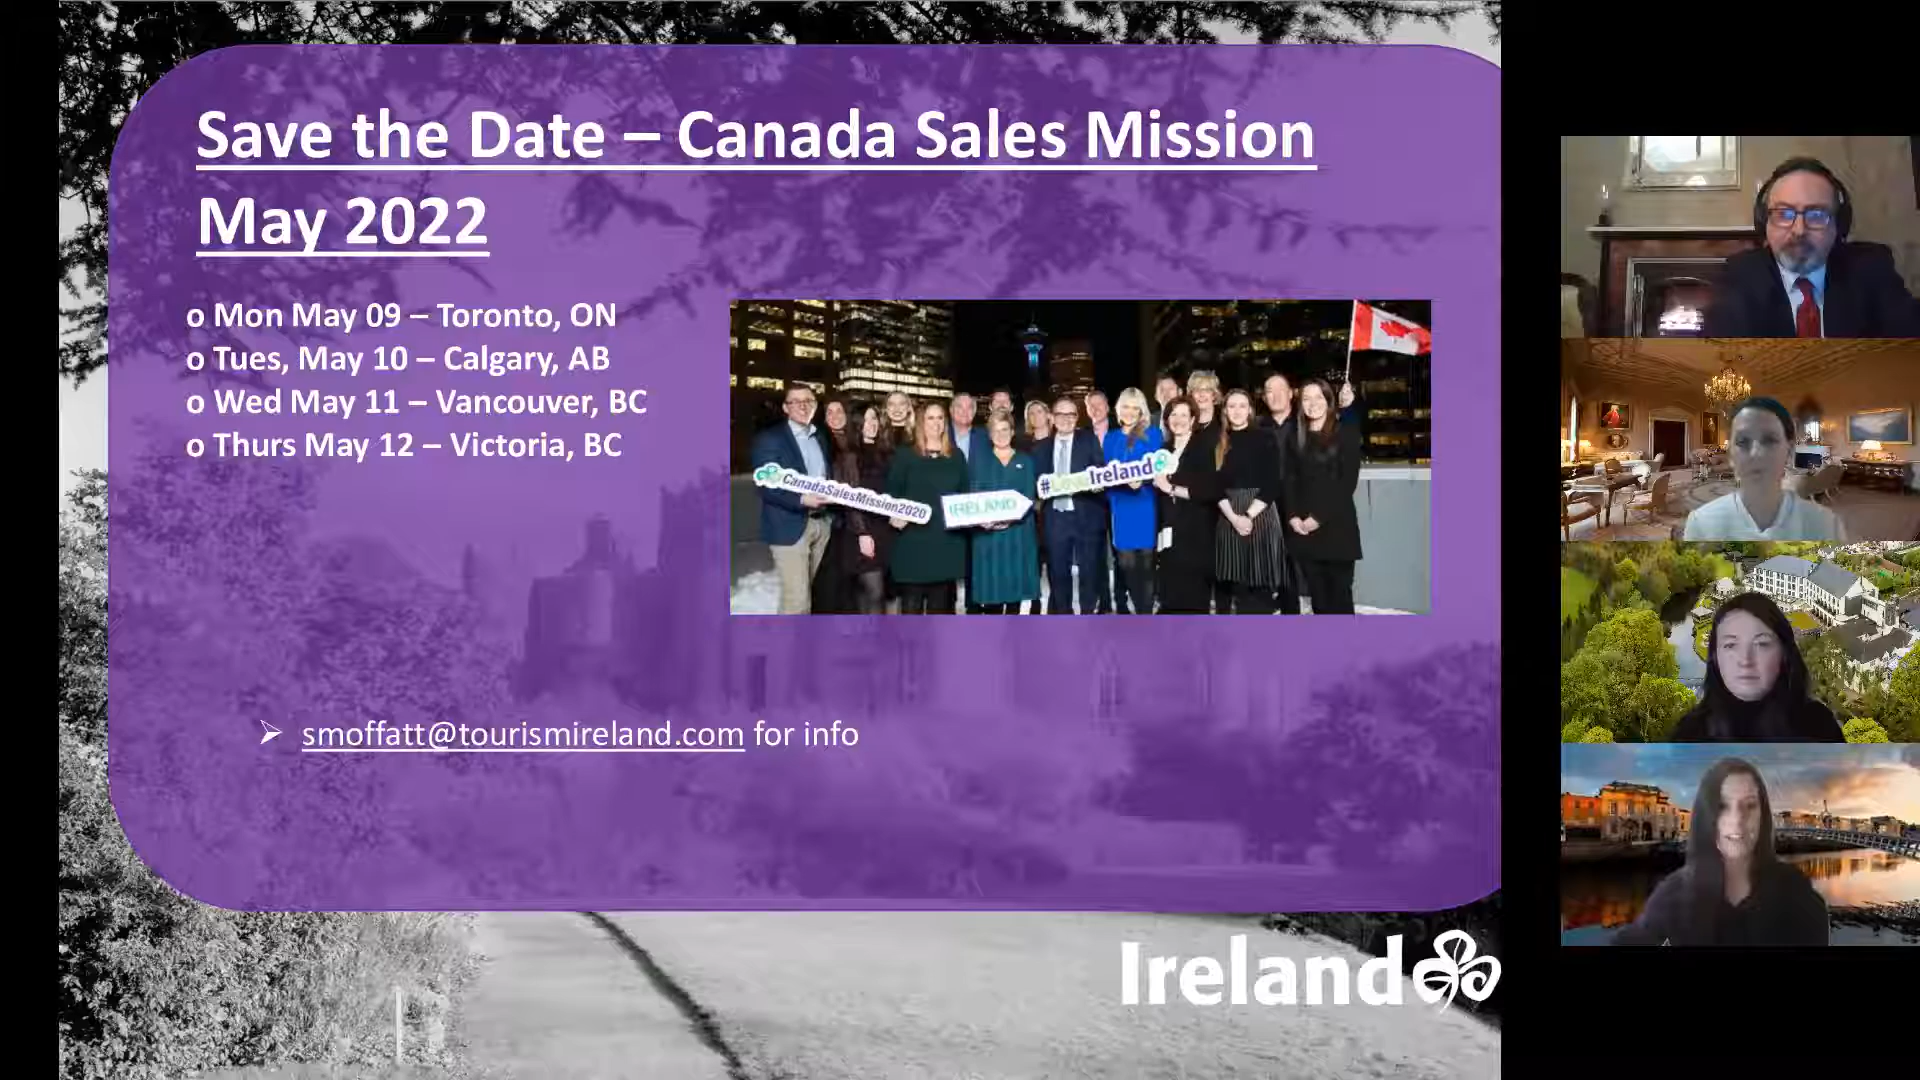 Save the Date – Canada Sales Mission
May 2022
o Mon May 09 – Toronto, ON
o Tues, May 10 – Calgary, AB
o Wed May 11 – Vancouver, BC
o Thurs May 12 – Victoria, BC
#CanadaSalesMission2020
IRELAND
#LoveIreland
➢ smoffatt@tourismireland.com for info
Ireland